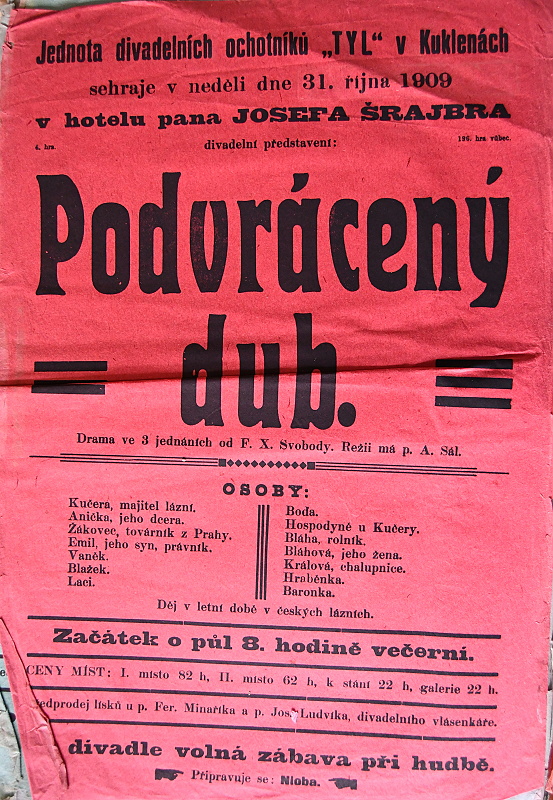 Jednota divadelních ochotníků „TYL“ v Kuklenách
sehraje v neděli dne 31. října 1909
v hotelu pana JOSEFA ŠRAJBRA
4. hra. divadelní představení: 126. hra vůbec.
Podvrácený
dub.
Drama ve 3 jednáních od F. X. Svobody. Režii má p. A. Sál.
OSOBY:
Kučera, majitel lázní.
Anička, jeho dcera.
Žákovec, továrník z Prahy.
Emil, jeho syn, právník.
Vaněk.
Blažek.
Laci.
Boďa.
Hospodyně u Kučery.
Bláha, rolník.
Bláhová, jeho žena.
Králová, chalupnice.
Hraběnka.
Baronka.
Děj v letní době v českých lázních.
Začátek o půl 8. hodině večerní.
CENY MÍST: I. místo 82 h, II. místo 62 h, k stání 22 h, galerie 22 h.
edprodej lísků u p. Fer. Minaříka a p. Jos. Ludvíka, divadelního vlásenkáře.
divadle volná zábava při hudbě.
Připravuje se: Nioba.